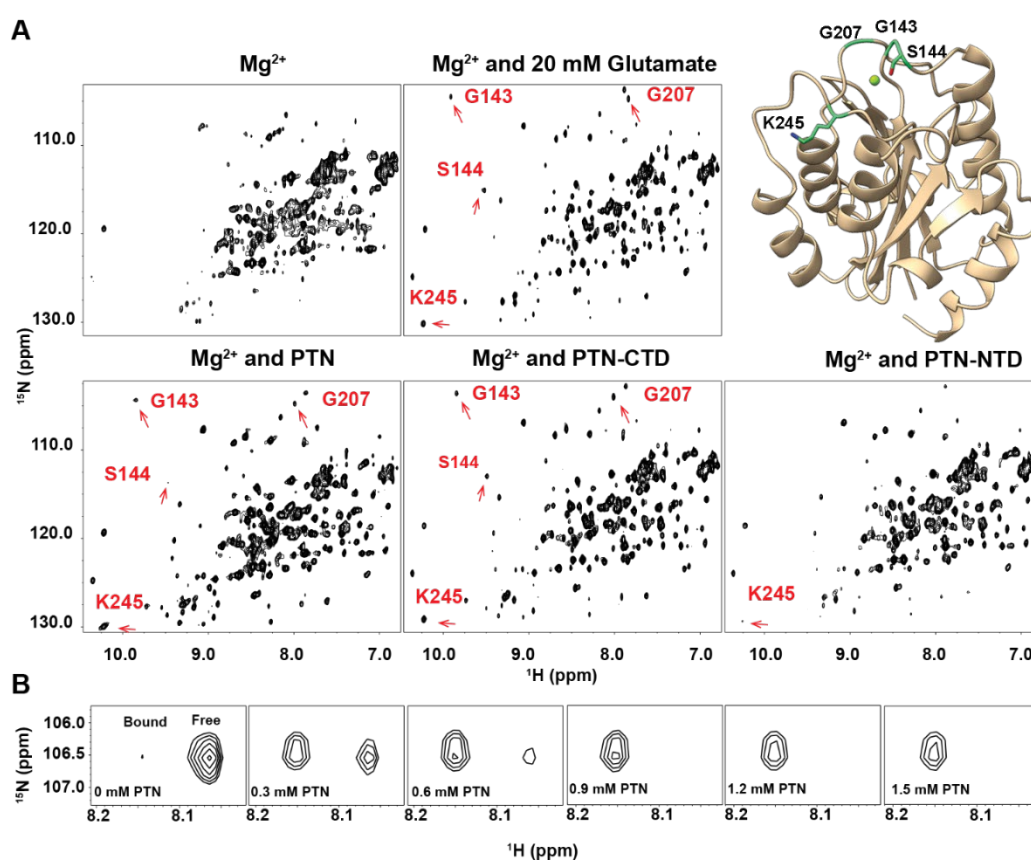 A
Mg²⁺
Mg²⁺ and 20 mM Glutamate
G207 G143
S144
K245
G143
G207
S144
K245
110.0
120.0
130.0
¹⁵N (ppm)
Mg²⁺ and PTN
Mg²⁺ and PTN-CTD
Mg²⁺ and PTN-NTD
G143
G207
S144
K245
G143
G207
S144
K245
K245
110.0
120.0
130.0
10.0 9.0 8.0 7.0
10.0 9.0 8.0 7.0
10.0 9.0 8.0 7.0
¹H (ppm)
B
¹⁵N (ppm)
106.0
106.5
107.0
Bound Free
0 mM PTN
0.3 mM PTN
0.6 mM PTN
0.9 mM PTN
1.2 mM PTN
1.5 mM PTN
8.2 8.1
8.2 8.1
8.2 8.1
8.2 8.1
8.2 8.1
8.2 8.1
¹H (ppm)